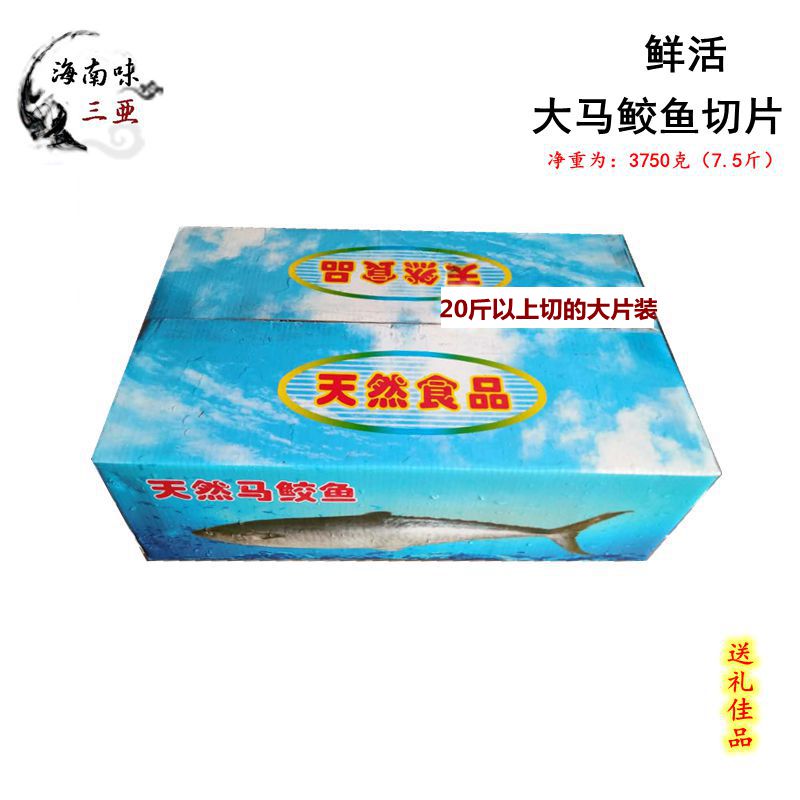 海南味
三亚
鲜活
大马鲛鱼切片
净重为：3750克（7.5斤）
天然食品
20斤以上切的大片装
天然食品
天然马鲛鱼
送礼佳品